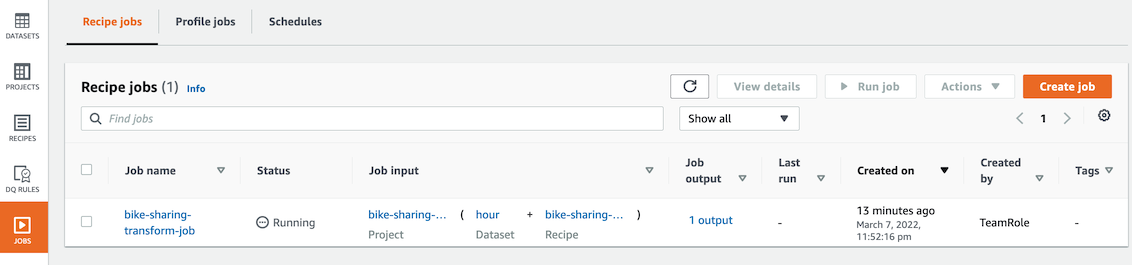 DATASETS
PROJECTS
RECIPES
DQ RULES
JOBS
Recipe jobs Profile jobs Schedules
Recipe jobs (1) Info View details Run job Actions Create job
Find jobs Show all 1
Job name Status Job input Job output Last run Created on Created by Tags
bike-sharing-transform-job Running bike-sharing-... ( hour + bike-sharing-... ) 1 output - 13 minutes ago TeamRole -
Project Dataset Recipe March 7, 2022,
11:52:16 pm